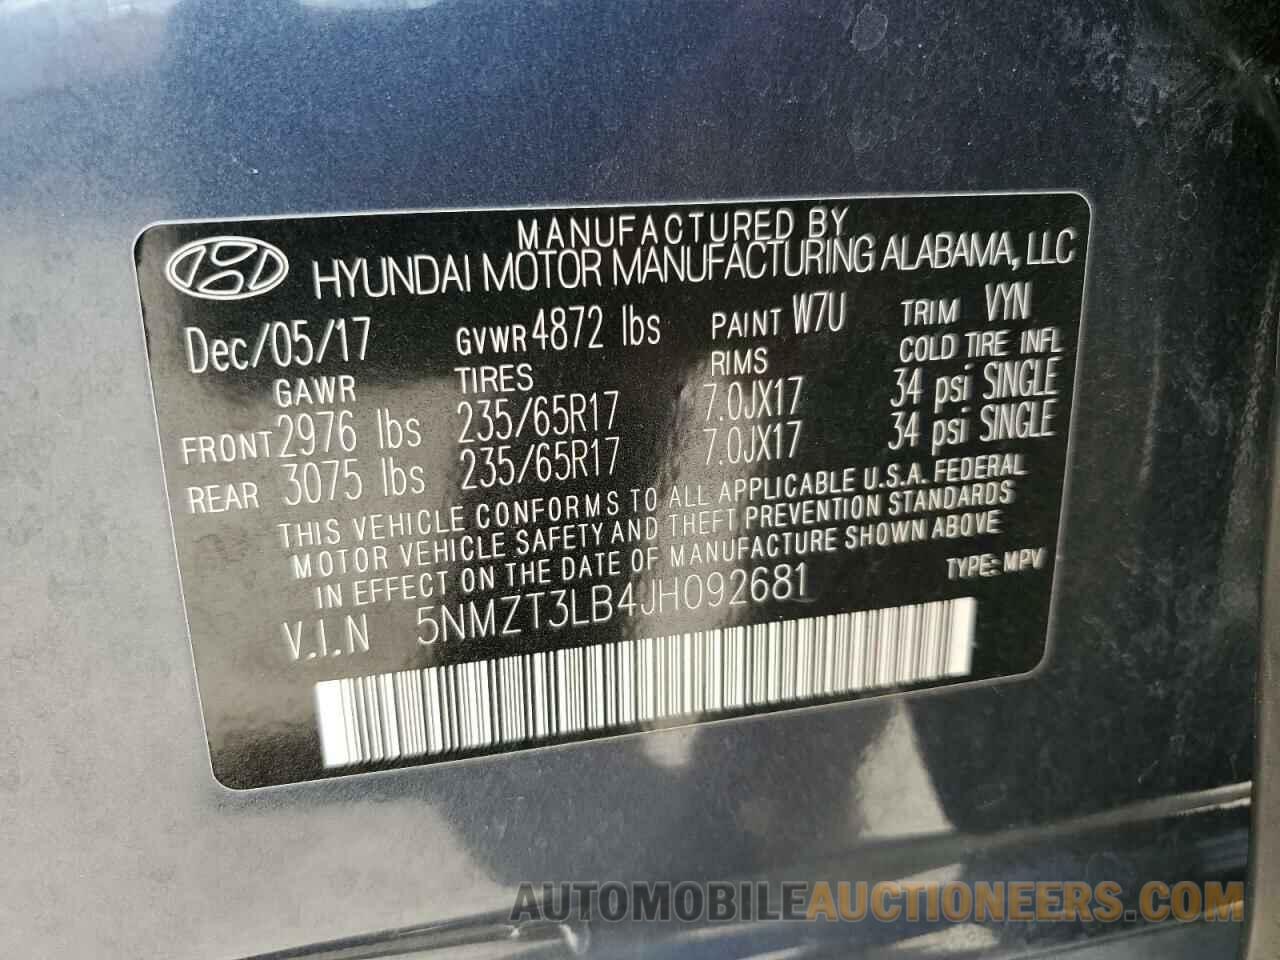 MANUFACTURED BY
HYUNDAI MOTOR MANUFACTURING ALABAMA, LLC
Dec/05/17 GVWR 4872 lbs PAINT W7U TRIM VYN
GAWR TIRES RIMS COLD TIRE INFL
FRONT 2976 lbs 235/65R17 7.0JX17 34 psi SINGLE
REAR 3075 lbs 235/65R17 7.0JX17 34 psi SINGLE
THIS VEHICLE CONFORMS TO ALL APPLICABLE U.S.A. FEDERAL
MOTOR VEHICLE SAFETY AND THEFT PREVENTION STANDARDS
IN EFFECT ON THE DATE OF MANUFACTURE SHOWN ABOVE
V.I.N 5NMZT3LB4JH092681 TYPE: MPV
AUTOMOBILEAUCTIONEERS.COM